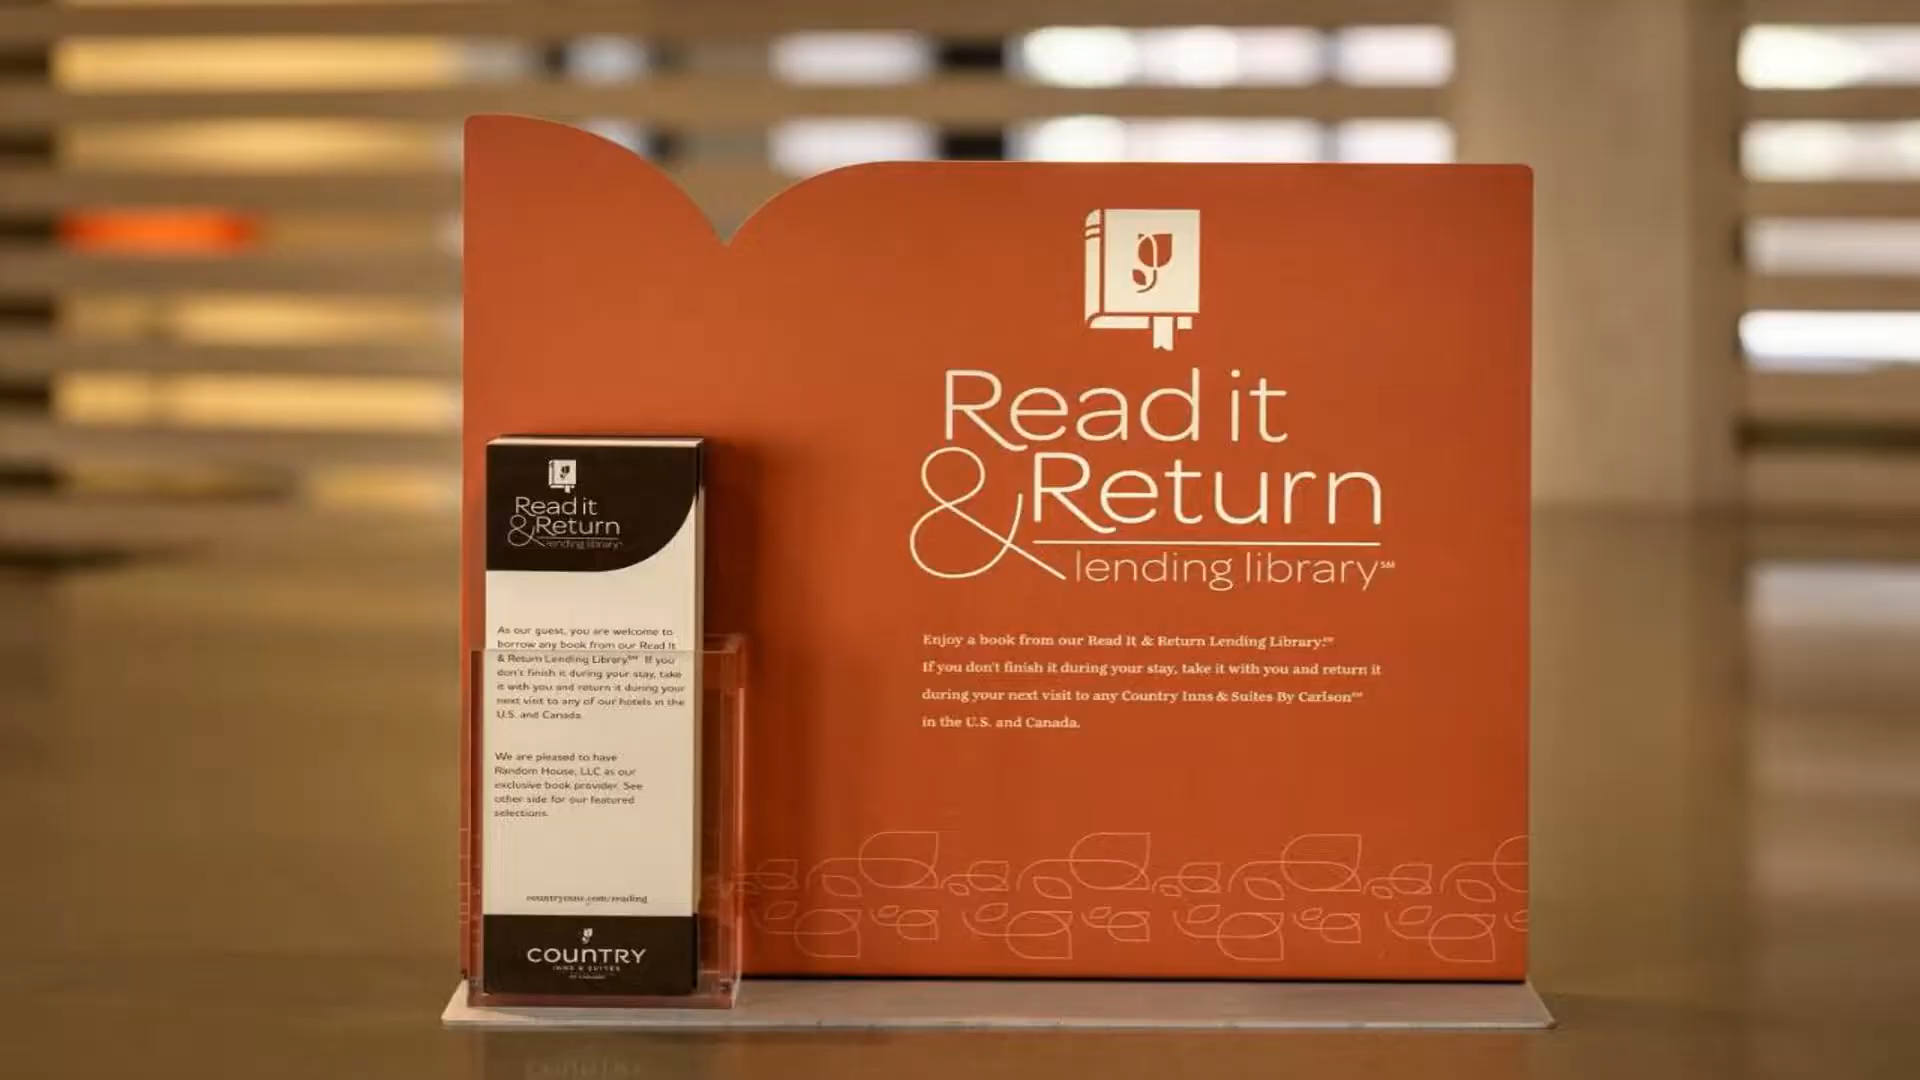 Read it
& Return
lending library℠
Enjoy a book from our Read It & Return Lending Library.℠
If you don't finish it during your stay, take it with you and return it
during your next visit to any Country Inns & Suites By Carlson℠
in the U.S. and Canada.
Read it
& Return
lending library℠
As our guest, you are welcome to
borrow any book from our Read It
& Return Lending Library.℠ If you
don't finish it during your stay, take
it with you and return it during your
next visit to any of our hotels in the
U.S. and Canada.
We are pleased to have
Random House, LLC as our
exclusive book provider. See
other side for our featured
selections.
countryinns.com/reading
COUNTRY
INNS & SUITES